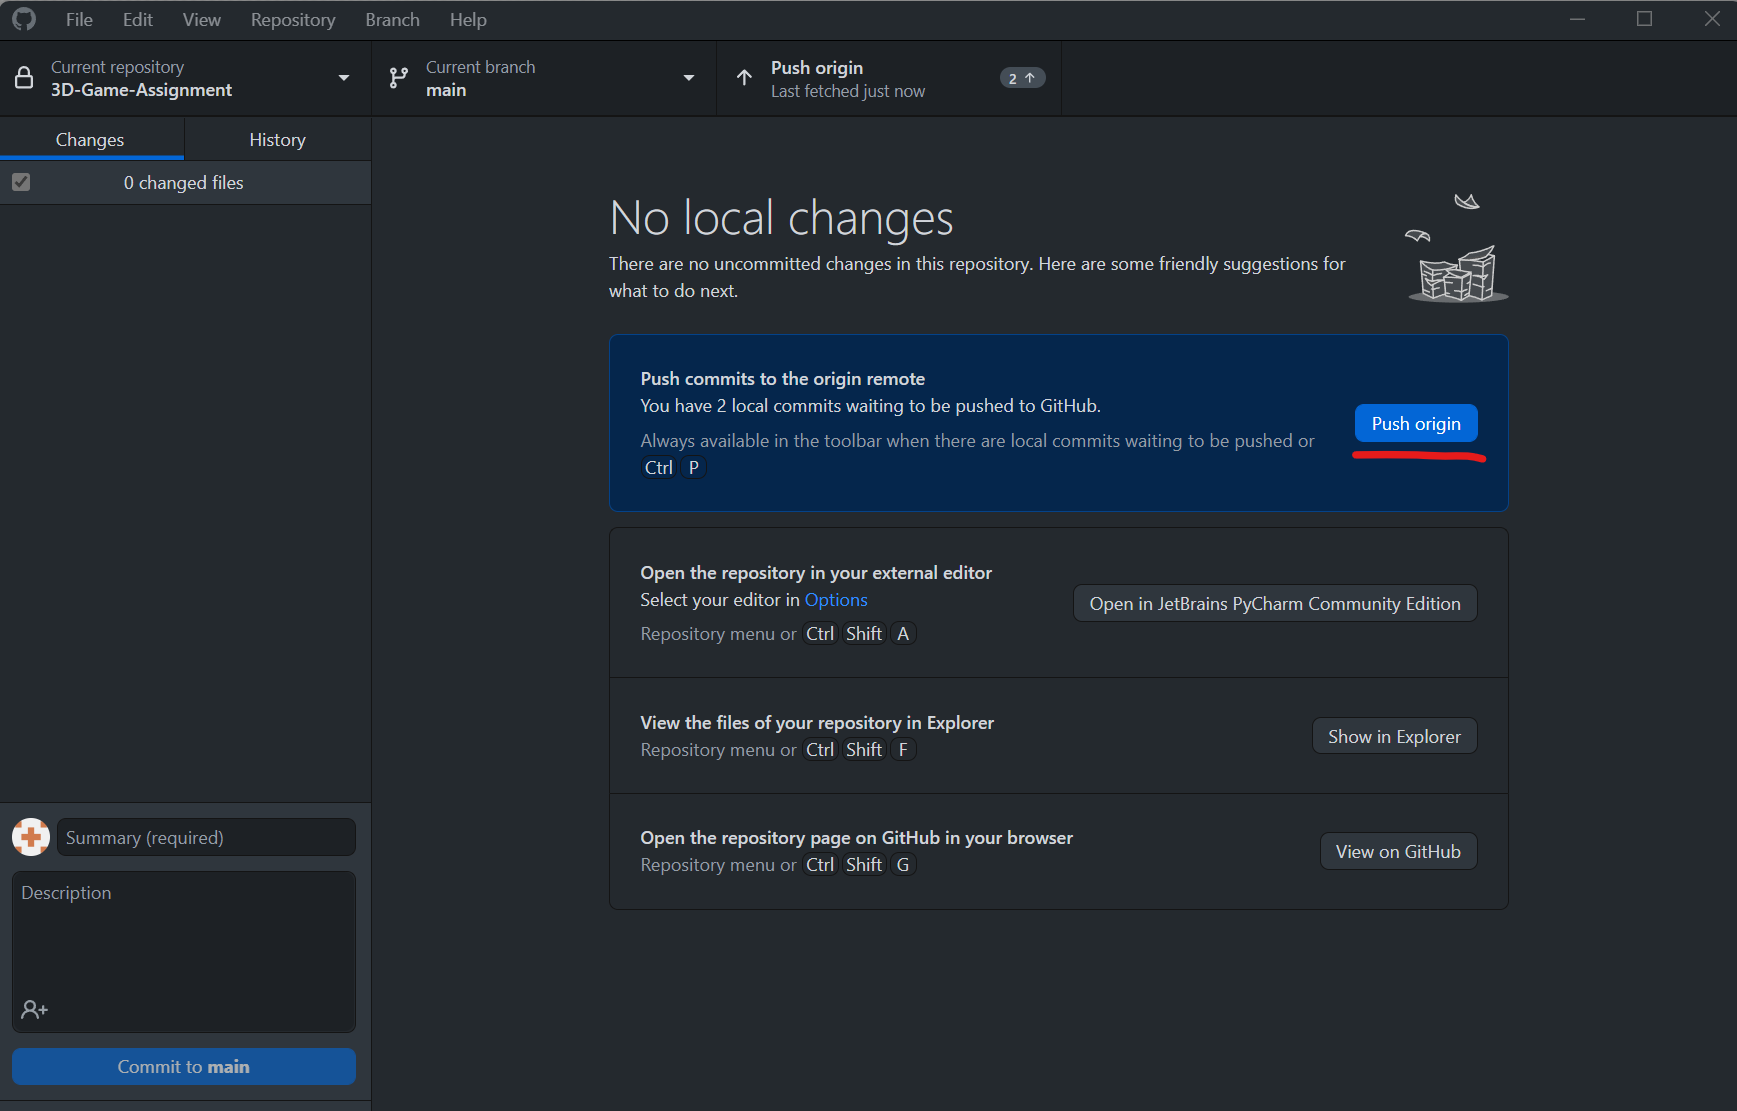 File Edit View Repository Branch Help
Current repository
3D-Game-Assignment
Current branch
main
Push origin
Last fetched just now
2
Changes
History
0 changed files
No local changes
There are no uncommitted changes in this repository. Here are some friendly suggestions for
what to do next.
Push commits to the origin remote
You have 2 local commits waiting to be pushed to GitHub.
Always available in the toolbar when there are local commits waiting to be pushed or
Ctrl P
Push origin
Open the repository in your external editor
Select your editor in Options
Repository menu or Ctrl Shift A
Open in JetBrains PyCharm Community Edition
View the files of your repository in Explorer
Repository menu or Ctrl Shift F
Show in Explorer
Open the repository page on GitHub in your browser
Repository menu or Ctrl Shift G
View on GitHub
Summary (required)
Description
Commit to main